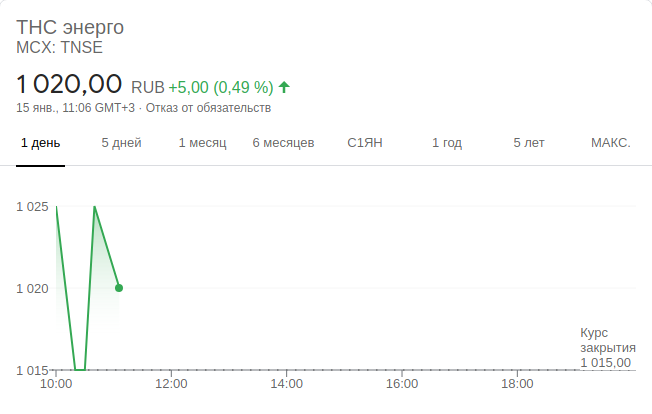 ТНС энерго
MCX: TNSE
1 020,00 RUB +5,00 (0,49 %)
15 янв., 11:06 GMT+3 · Отказ от обязательств
1 день 5 дней 1 месяц 6 месяцев С1ЯН 1 год 5 лет МАКС.
1 025
1 020
Курс
закрытия
1 015,00
1 015
10:00 12:00 14:00 16:00 18:00